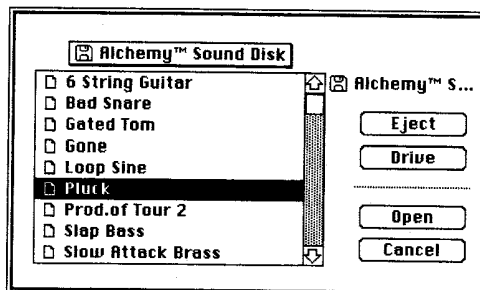 Alchemy™ Sound Disk
6 String Guitar
Bad Snare
Gated Tom
Gone
Loop Sine
Pluck
Prod.of Tour 2
Slap Bass
Slow Attack Brass
Alchemy™ S...
Eject
Drive
Open
Cancel